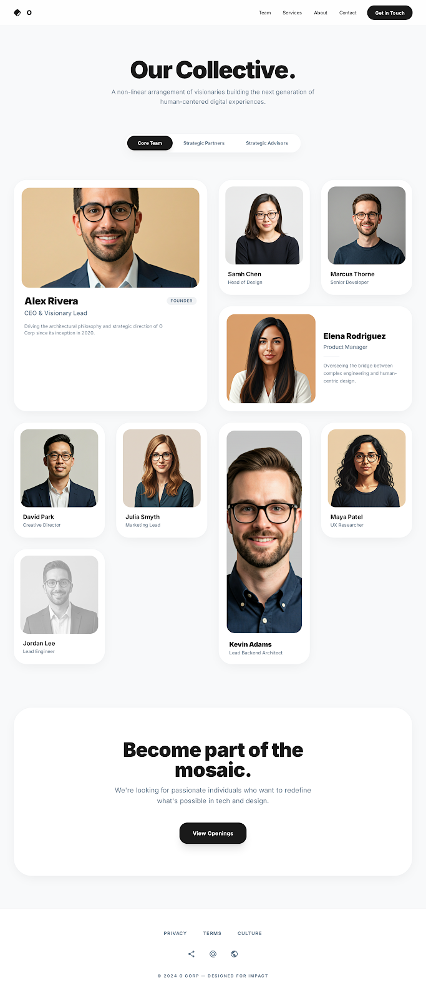 O
Team
Services
About
Contact
Get in Touch
Our Collective.
A non-linear arrangement of visionaries building the next generation of
human-centered digital experiences.
Core Team
Strategic Partners
Strategic Advisors
Alex Rivera
FOUNDER
CEO & Visionary Lead
Driving the architectural philosophy and strategic direction of O
Corp since its inception in 2020.
Sarah Chen
Head of Design
Marcus Thorne
Senior Developer
Elena Rodriguez
Product Manager
Overseeing the bridge between
complex engineering and human-
centric design.
David Park
Creative Director
Julia Smyth
Marketing Lead
Kevin Adams
Lead Backend Architect
Maya Patel
UX Researcher
Jordan Lee
Lead Engineer
Become part of the
mosaic.
We're looking for passionate individuals who want to redefine
what's possible in tech and design.
View Openings
PRIVACY
TERMS
CULTURE
© 2024 O CORP — DESIGNED FOR IMPACT